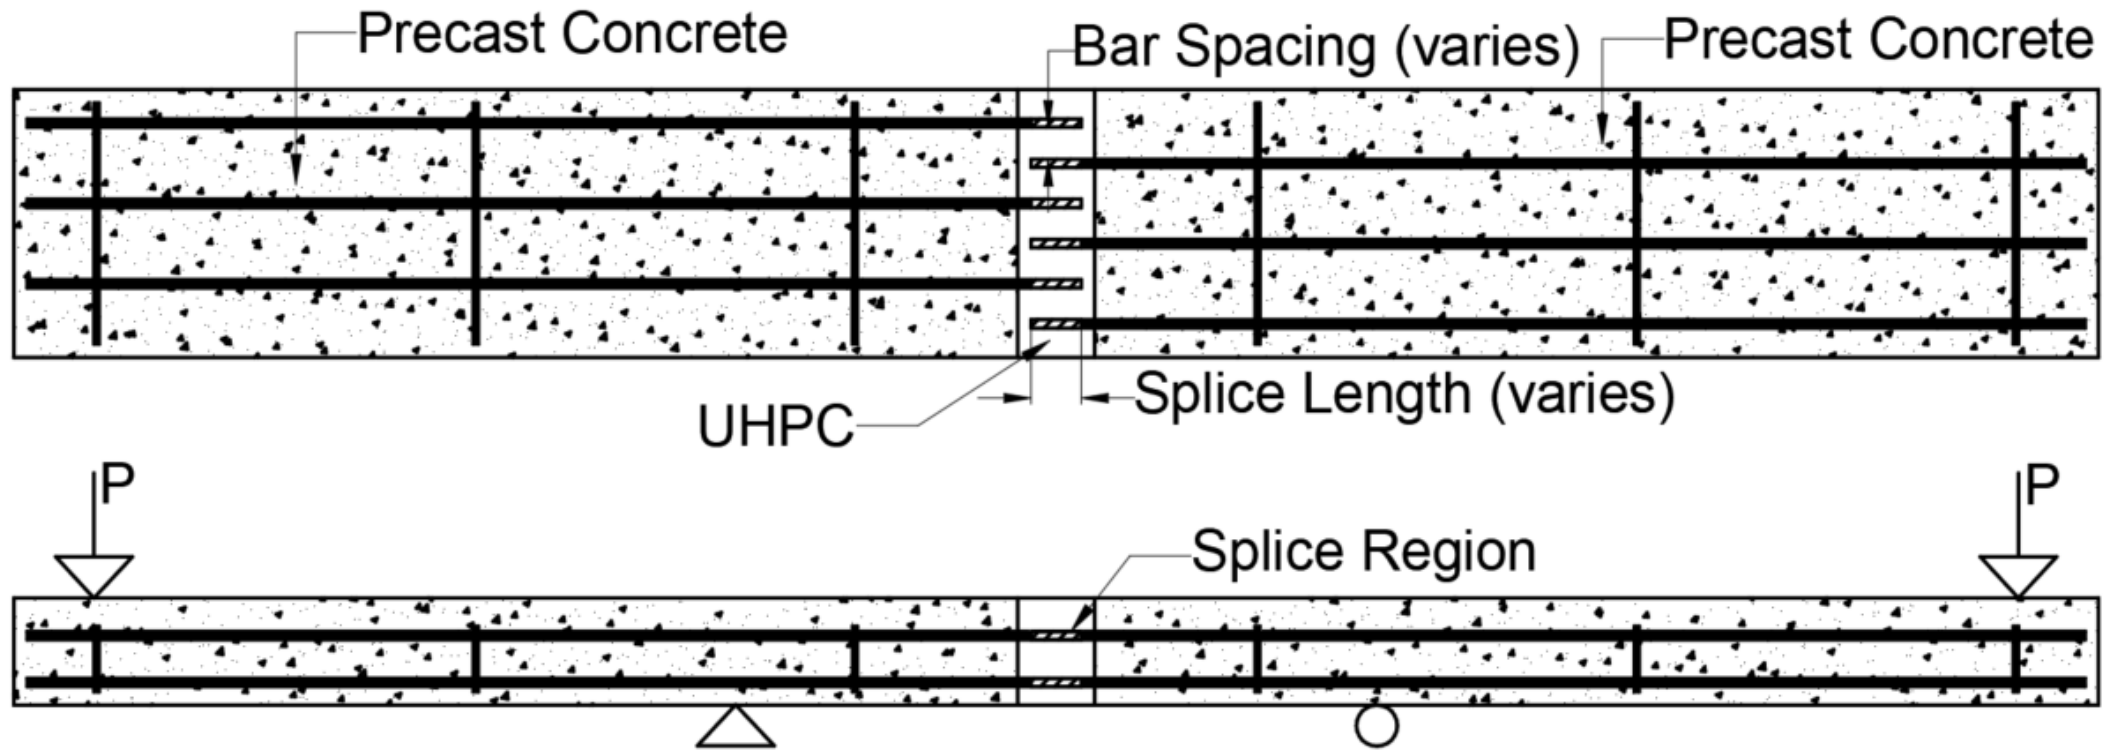 Precast Concrete
Bar Spacing (varies)
Precast Concrete
Splice Length (varies)
UHPC
P
P
Splice Region